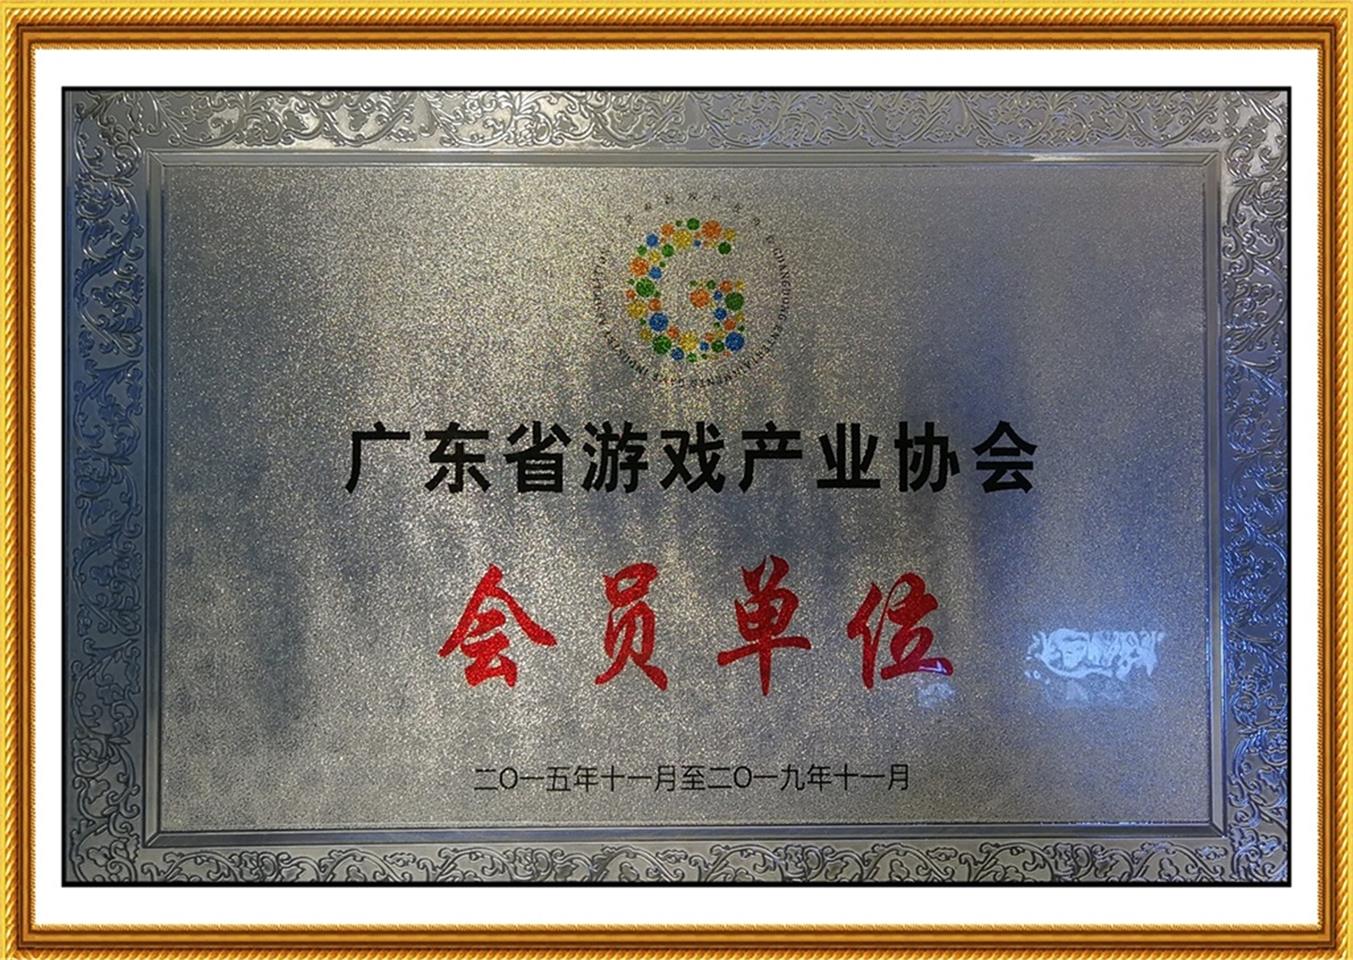 广东省游戏产业协会
会员单位
二〇一五年十一月至二〇一九年十一月